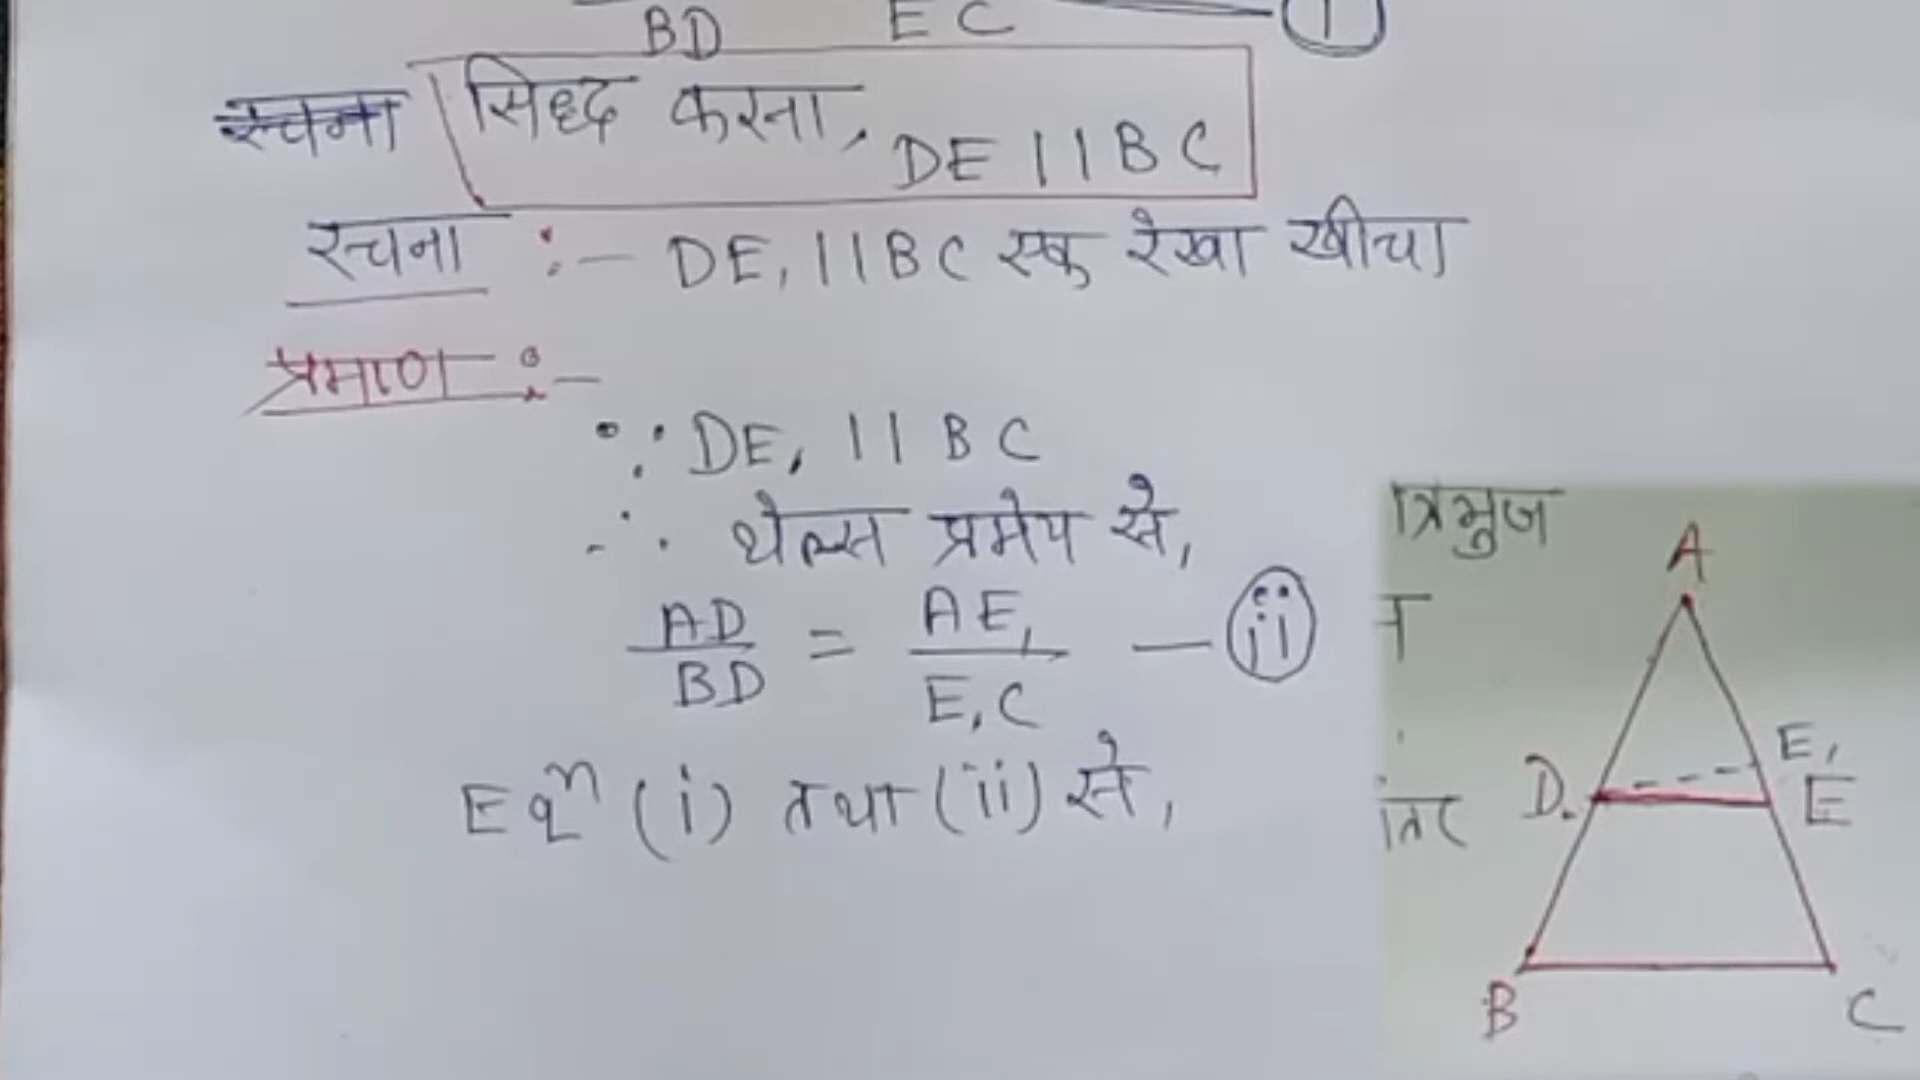 BD EC (1)
रचना सिद्ध करना, DE || BC
रचना :- DE, || BC एक रेखा खीचा
प्रमाण :-
∵ DE, || BC
∴ थेल्स प्रमेय से,
AD/BD = AE,/E,C — (ii)
Eqⁿ (i) तथा (ii) से,
त्रिभुज
A
D. E,
E
B C